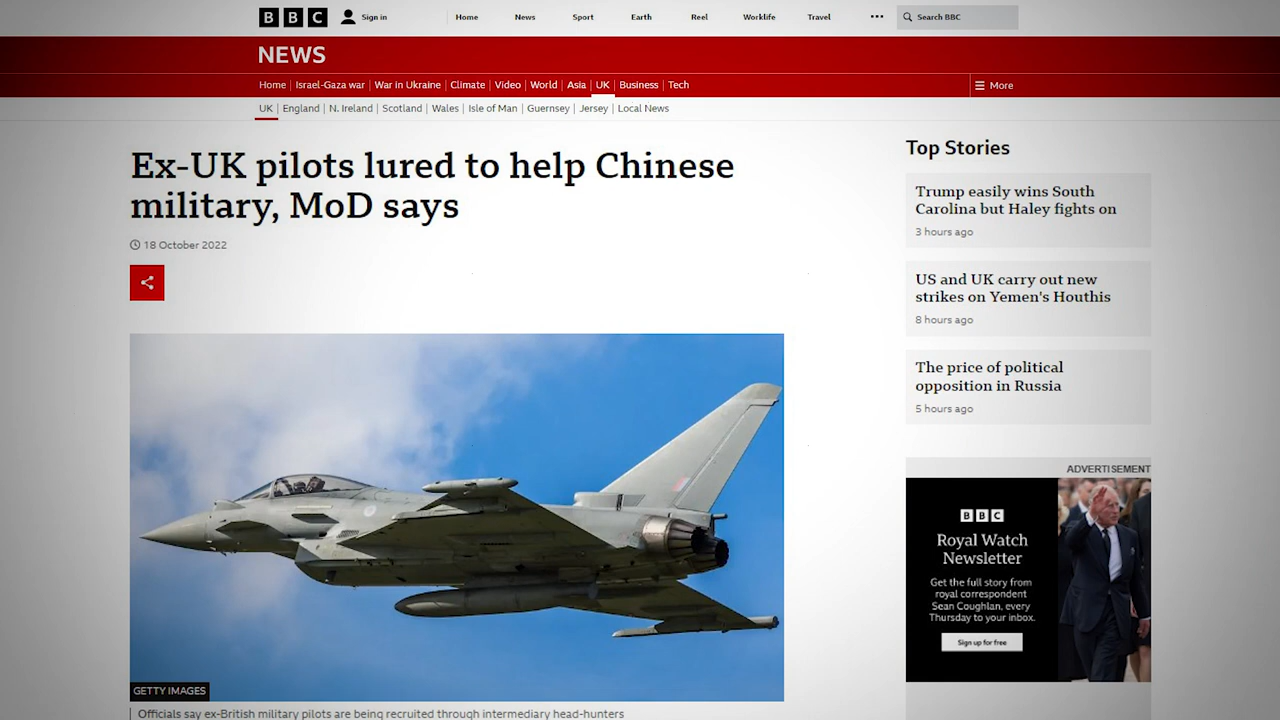 BBC Sign in Home News Sport Earth Reel Worklife Travel ••• Search BBC
NEWS
Home Israel-Gaza war War in Ukraine Climate Video World Asia UK Business Tech More
UK England N. Ireland Scotland Wales Isle of Man Guernsey Jersey Local News
Ex-UK pilots lured to help Chinese
military, MoD says
18 October 2022
GETTY IMAGES
Officials say ex-British military pilots are being recruited through intermediary head-hunters
Top Stories
Trump easily wins South
Carolina but Haley fights on
3 hours ago
US and UK carry out new
strikes on Yemen's Houthis
8 hours ago
The price of political
opposition in Russia
5 hours ago
ADVERTISEMENT
BBC
Royal Watch
Newsletter
Get the full story from
royal correspondent
Sean Coughlan, every
Thursday to your inbox.
Sign up for free